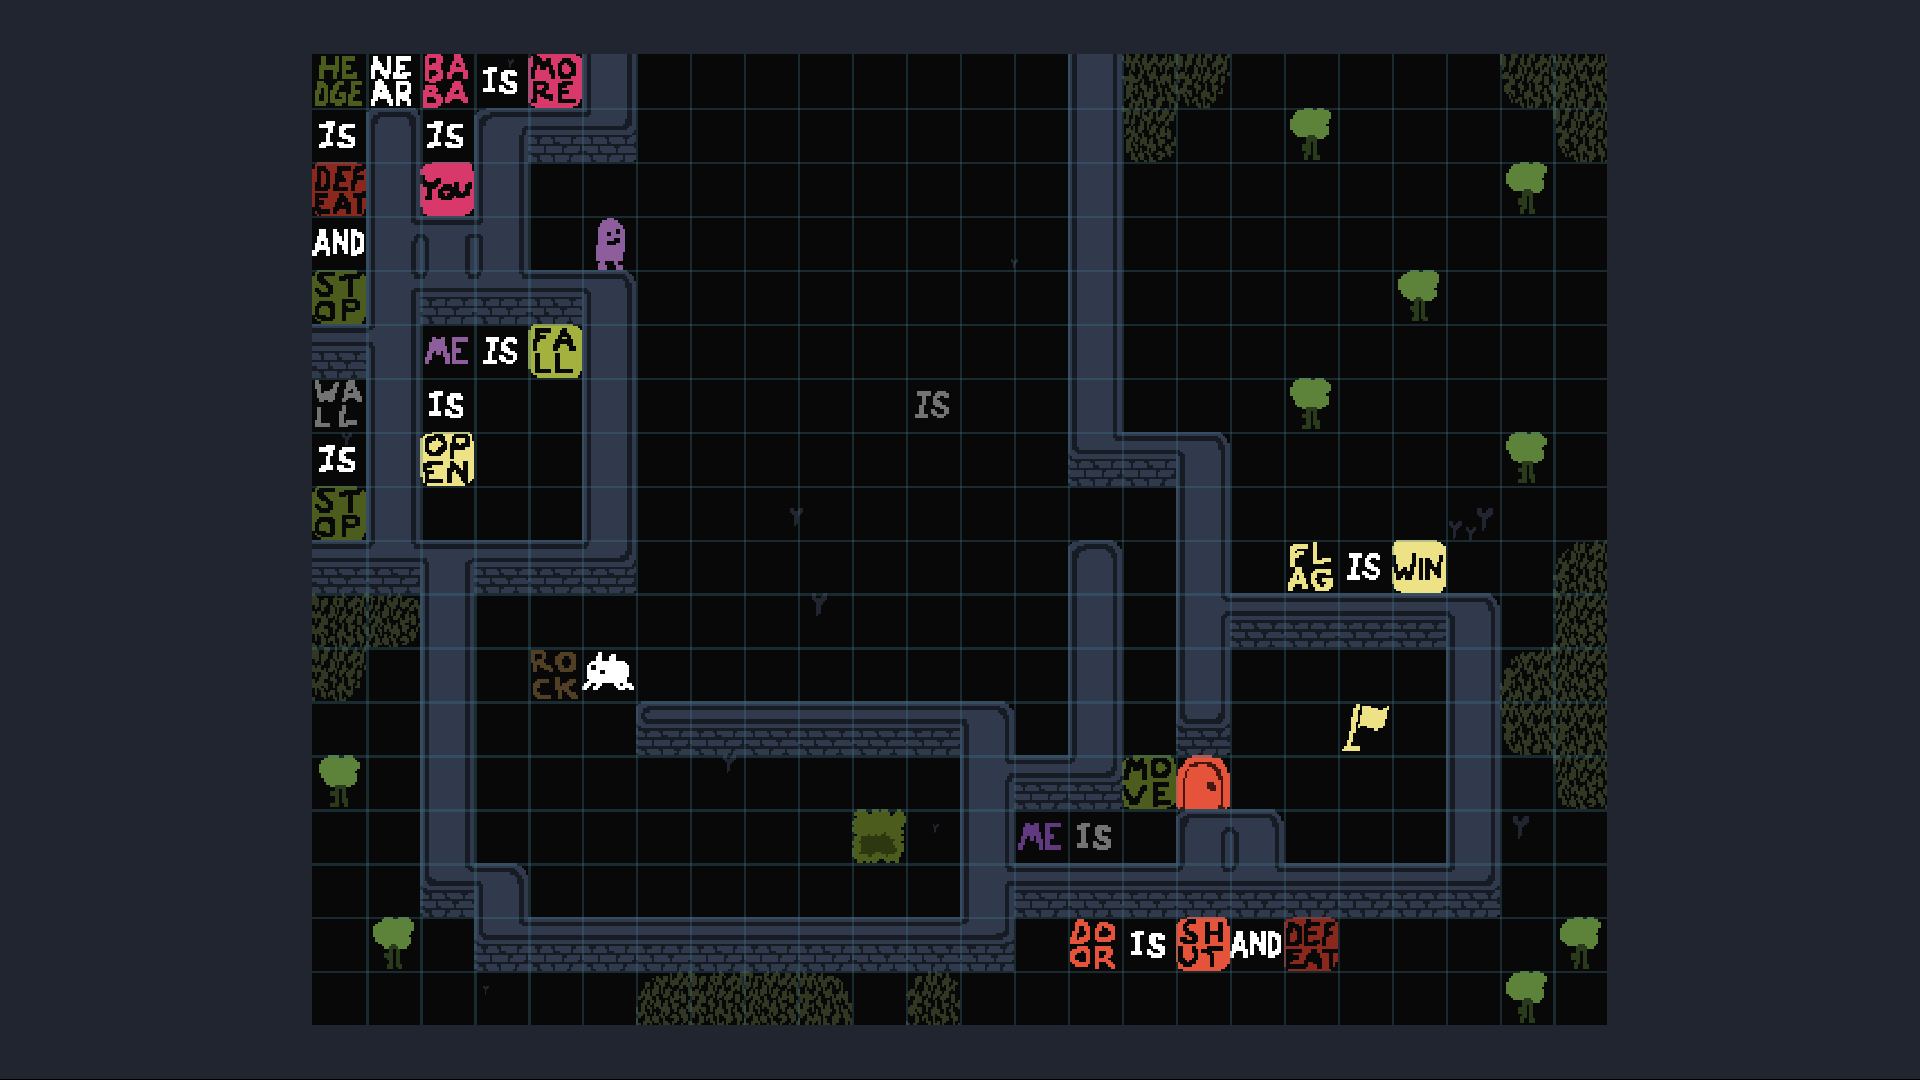 HEDGE NEAR BABA IS MORE
IS IS
DEFEAT YOU
AND
STOP
ME IS FALL
WALL IS IS
IS OPEN
STOP
FLAG IS WIN
ROCK
MOVE
ME IS
DOOR IS SHUT AND DEFEAT